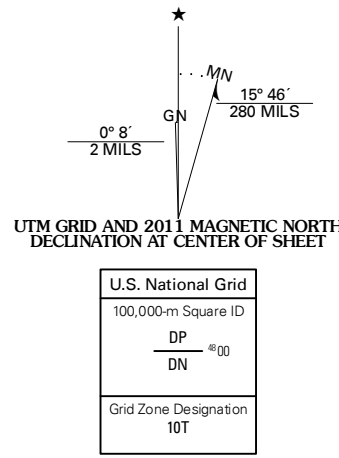 ★
MN
GN
15° 46´
280 MILS
0° 8´
2 MILS
UTM GRID AND 2011 MAGNETIC NORTH
DECLINATION AT CENTER OF SHEET
U.S. National Grid
100,000-m Square ID
DP
4800
DN
Grid Zone Designation
10T